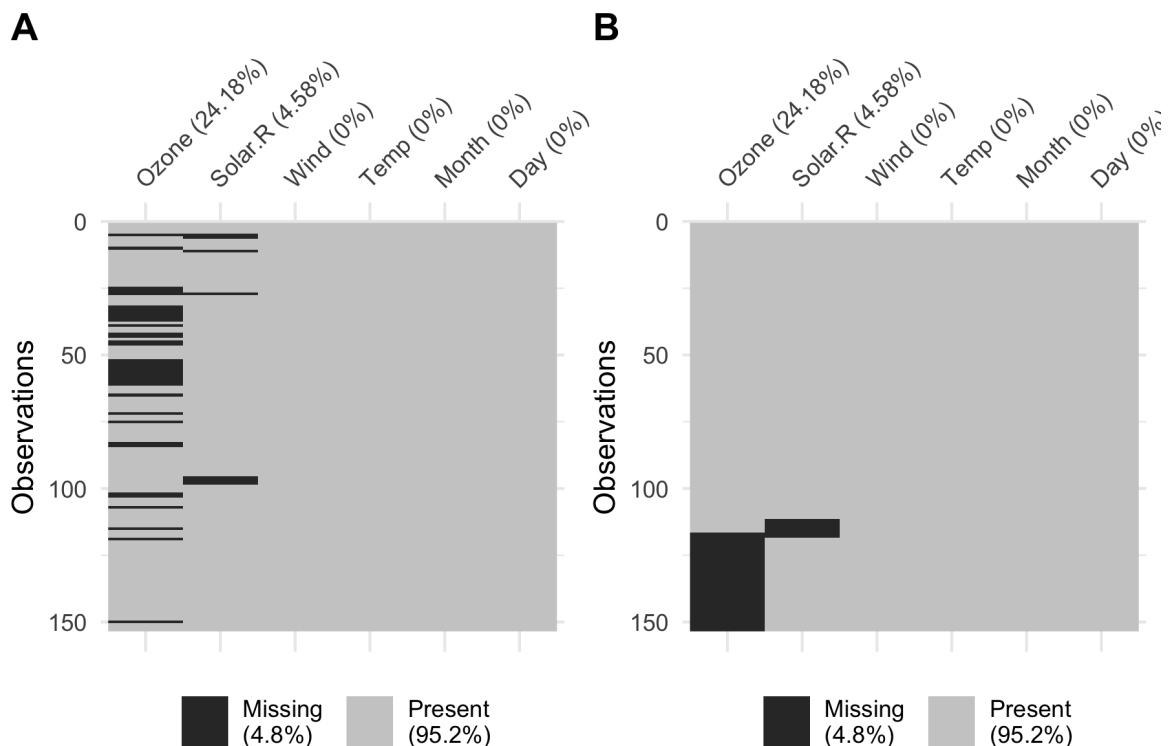 A
Ozone (24.18%)
Solar.R (4.58%)
Wind (0%)
Temp (0%)
Month (0%)
Day (0%)
0
50
100
150
Observations
Missing
(4.8%)
Present
(95.2%)
B
Ozone (24.18%)
Solar.R (4.58%)
Wind (0%)
Temp (0%)
Month (0%)
Day (0%)
0
50
100
150
Observations
Missing
(4.8%)
Present
(95.2%)